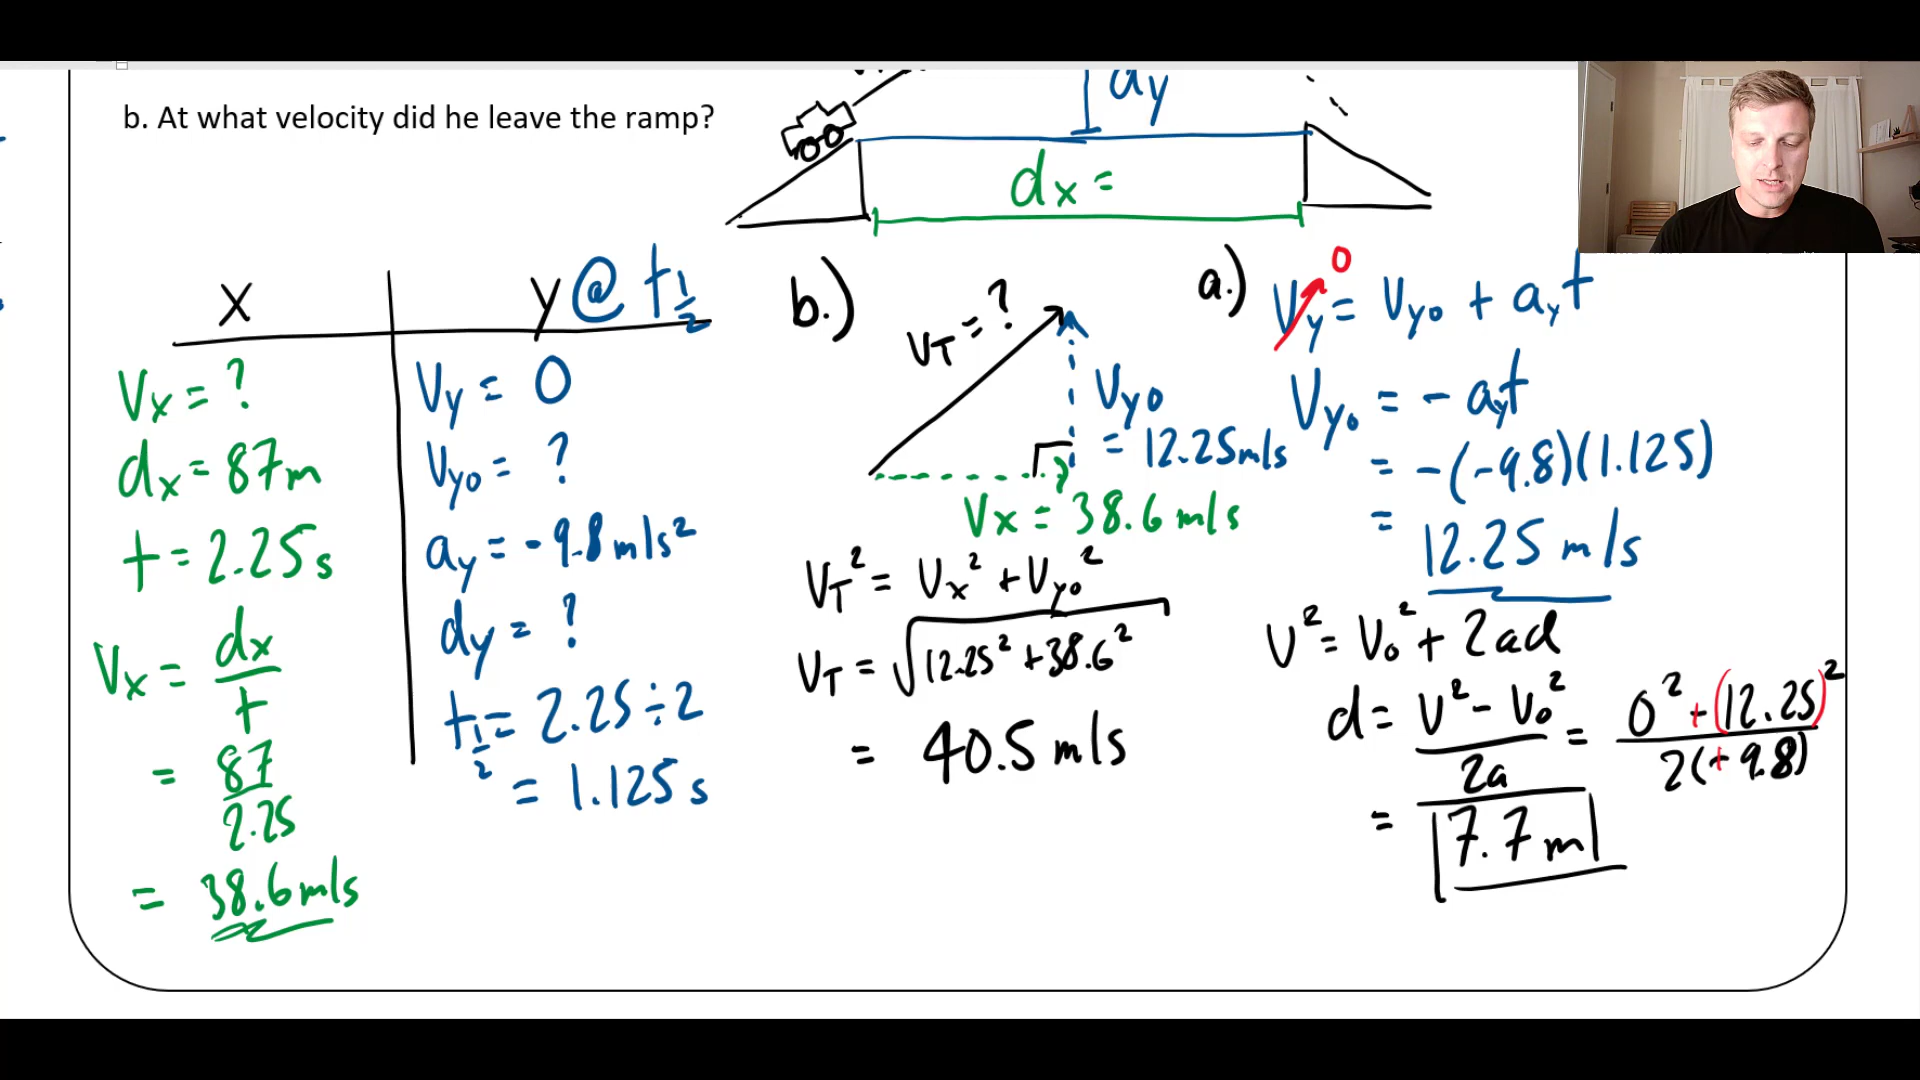 b. At what velocity did he leave the ramp?
dy
dx =
x
Vx = ?
dx = 87m
t = 2.25 s
Vx = dx/t
= 87/2.25
= 38.6 m/s
y @ t½
Vy = 0
Vyo = ?
ay = -9.8 m/s²
dy = ?
t½ = 2.25 ÷ 2
= 1.125 s
b.)
VT = ?
Vyo
= 12.25 m/s
Vx = 38.6 m/s
VT² = Vx² + Vyo²
VT = √12.25² + 38.6²
= 40.5 m/s
a.)
Vy = Vyo + ayt
0
Vyo = - ayt
= -(-9.8)(1.125)
= 12.25 m/s
V² = Vo² + 2ad
d = V² - Vo²/2a = 0² + (12.25)²/2(+9.8)
= 7.7 m